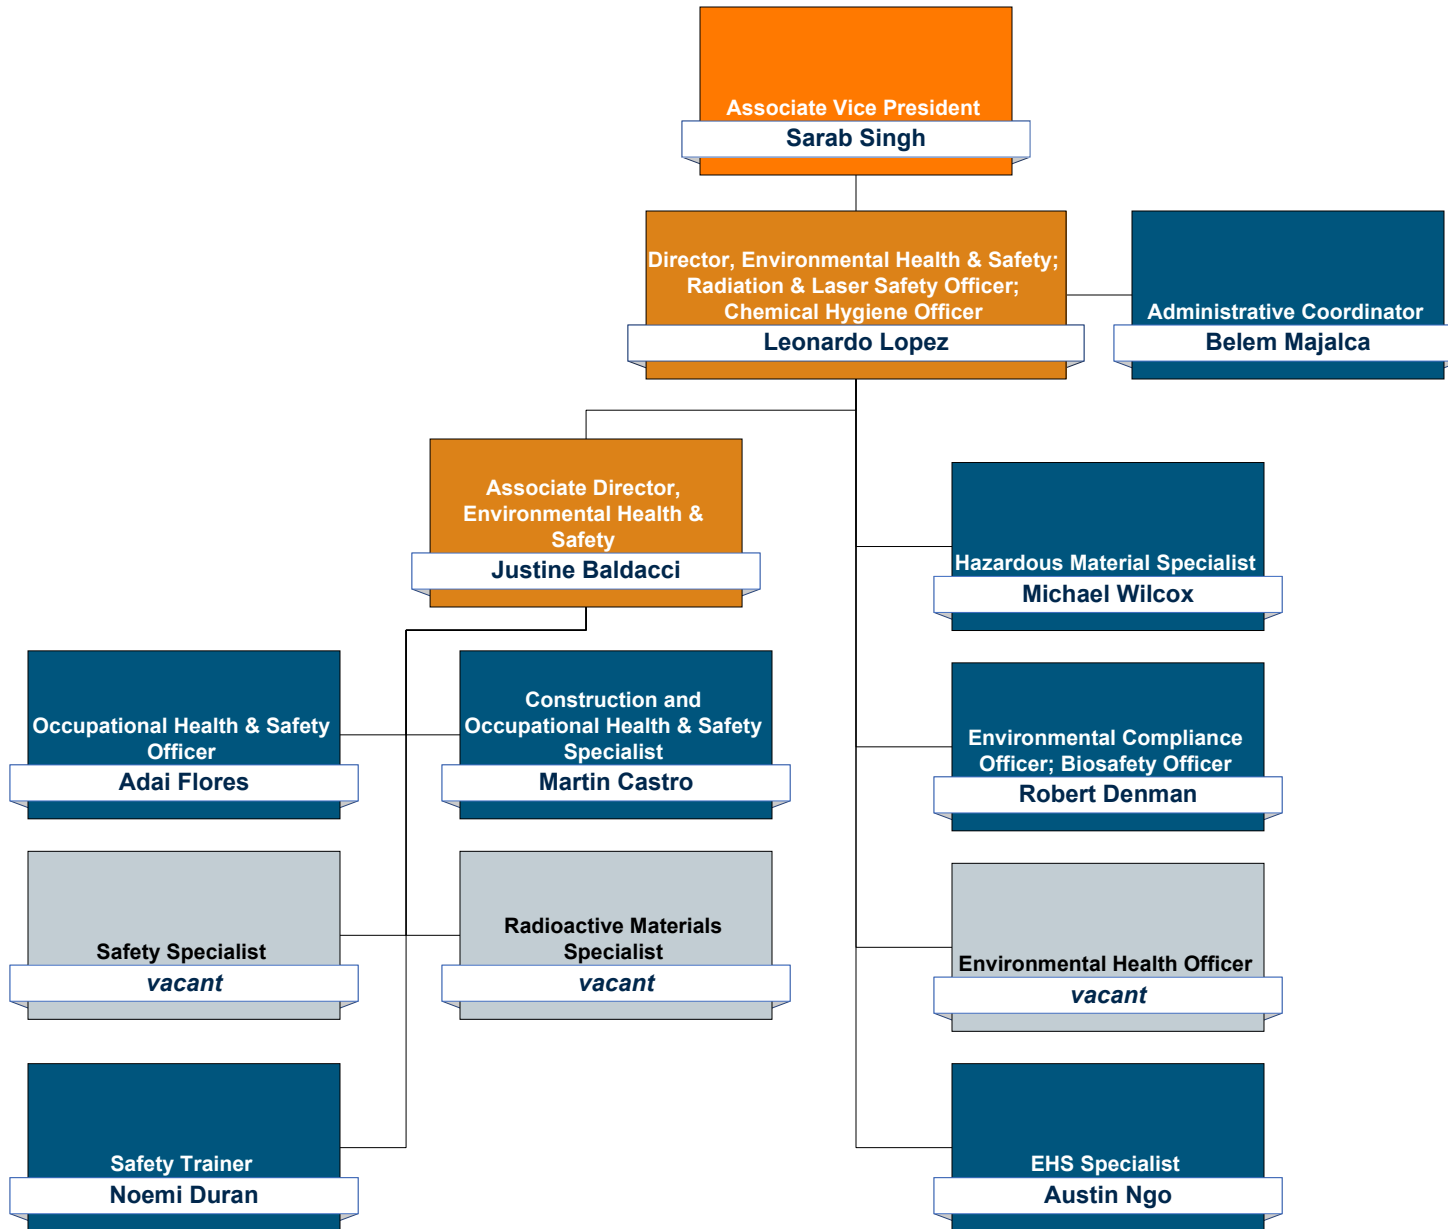 Associate Vice President
Sarab Singh
Director, Environmental Health & Safety;
Radiation & Laser Safety Officer;
Chemical Hygiene Officer
Leonardo Lopez
Administrative Coordinator
Belem Majalca
Associate Director,
Environmental Health &
Safety
Justine Baldacci
Hazardous Material Specialist
Michael Wilcox
Occupational Health & Safety
Officer
Adai Flores
Construction and
Occupational Health & Safety
Specialist
Martin Castro
Environmental Compliance
Officer; Biosafety Officer
Robert Denman
Safety Specialist
vacant
Radioactive Materials
Specialist
vacant
Environmental Health Officer
vacant
Safety Trainer
Noemi Duran
EHS Specialist
Austin Ngo